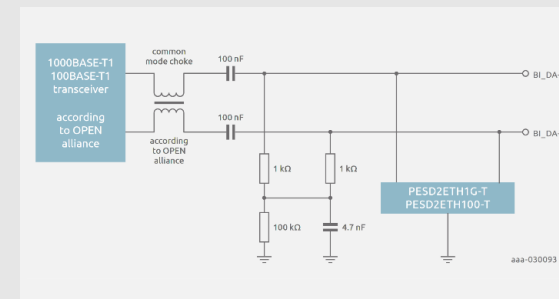 1000BASE-T1
100BASE-T1
transceiver
according
to OPEN
alliance
common
mode choke
according
to OPEN
alliance
100 nF
100 nF
BI_DA-
BI_DA-
1 kΩ
1 kΩ
PESD2ETH1G-T
PESD2ETH100-T
100 kΩ
4.7 nF
aaa-030093